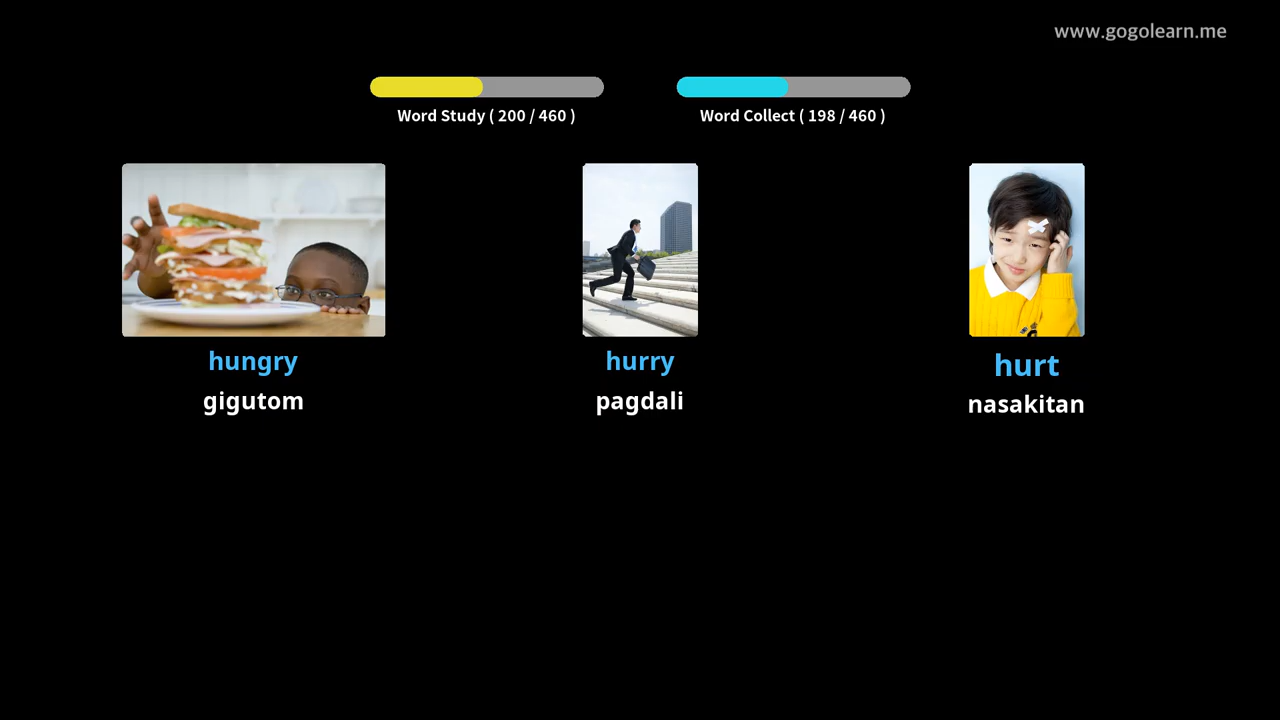 www.gogolearn.me
Word Study ( 200 / 460 )
Word Collect ( 198 / 460 )
hungry
gigutom
hurry
pagdali
hurt
nasakitan